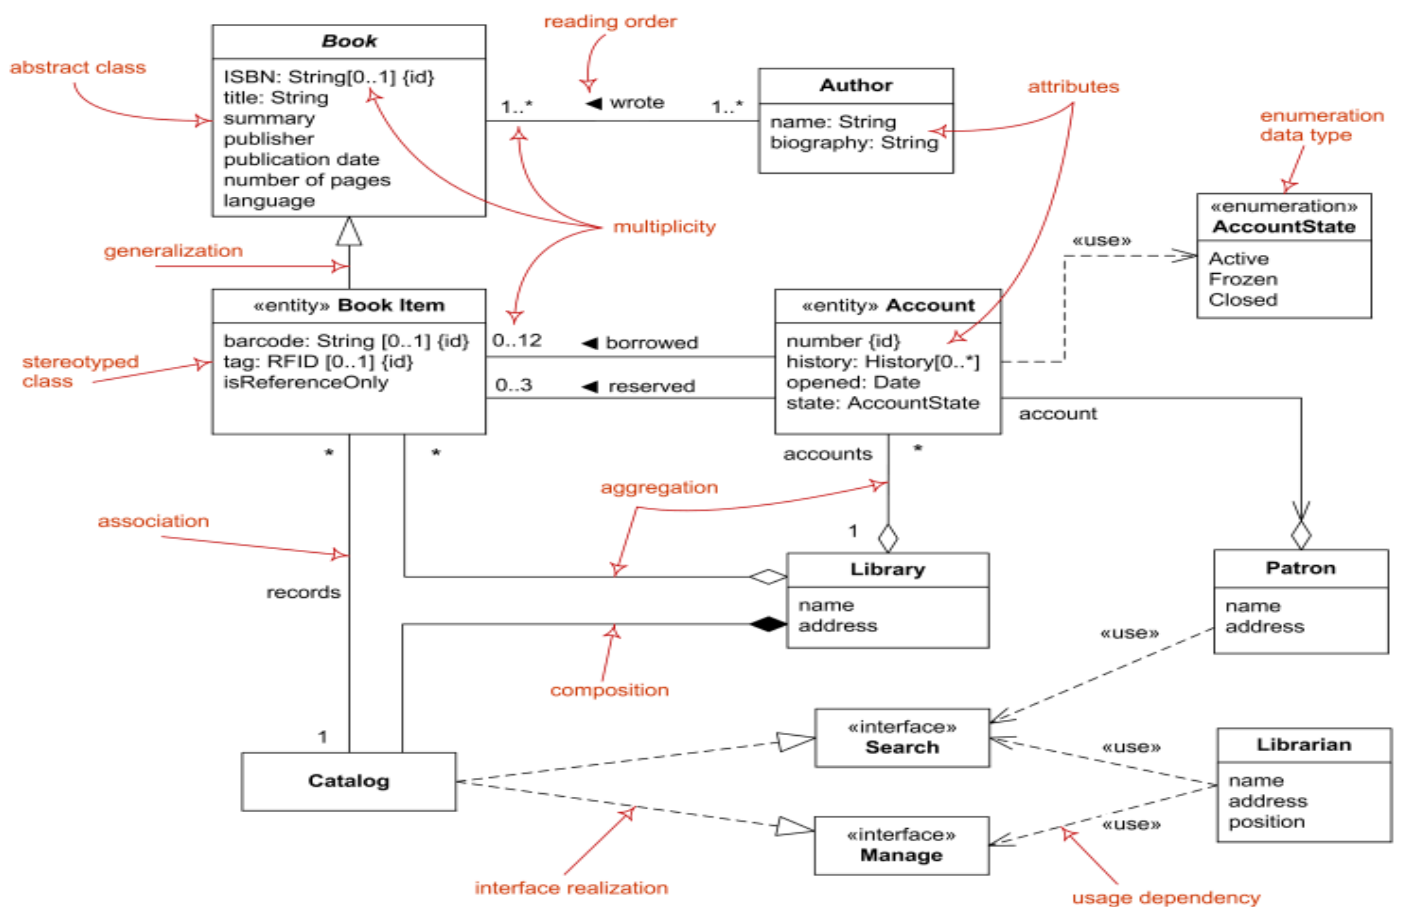 reading order
Book
abstract class
ISBN: String[0..1] {id}
title: String
summary
publisher
publication date
number of pages
language
1..*
◄ wrote
1..*
Author
name: String
biography: String
attributes
enumeration
data type
«enumeration»
AccountState
Active
Frozen
Closed
multiplicity
«use»
generalization
«entity» Book Item
barcode: String [0..1] {id}
tag: RFID [0..1] {id}
isReferenceOnly
stereotyped
class
0..12
◄ borrowed
0..3
◄ reserved
«entity» Account
number {id}
history: History[0..*]
opened: Date
state: AccountState
account
*
*
accounts
*
aggregation
association
1
records
Library
name
address
Patron
name
address
«use»
composition
1
Catalog
«interface»
Search
«use»
Librarian
name
address
position
«interface»
Manage
«use»
interface realization
usage dependency